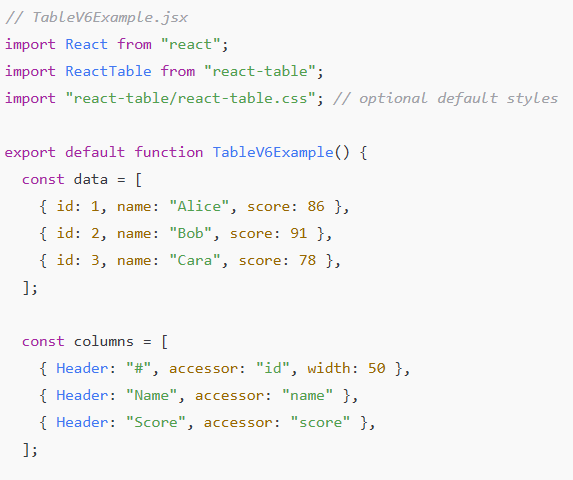 // TableV6Example.jsx
import React from "react";
import ReactTable from "react-table";
import "react-table/react-table.css"; // optional default styles

export default function TableV6Example() {
  const data = [
    { id: 1, name: "Alice", score: 86 },
    { id: 2, name: "Bob", score: 91 },
    { id: 3, name: "Cara", score: 78 },
  ];

  const columns = [
    { Header: "#", accessor: "id", width: 50 },
    { Header: "Name", accessor: "name" },
    { Header: "Score", accessor: "score" },
  ];